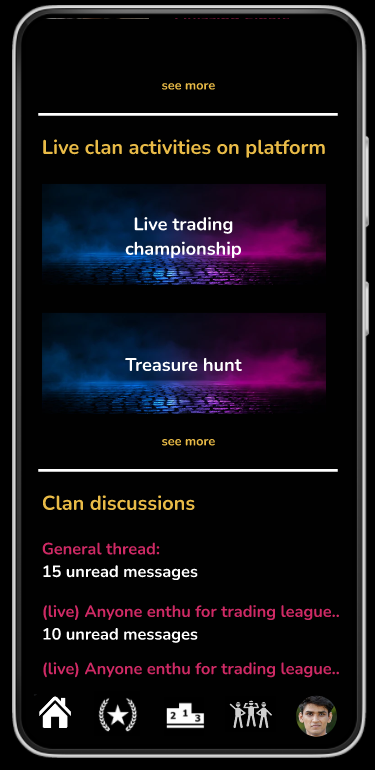 see more
Live clan activities on platform
Live trading
championship
Treasure hunt
see more
Clan discussions
General thread:
15 unread messages
(live) Anyone enthu for trading league..
10 unread messages
(live) Anyone enthu for trading league..
2 1 3